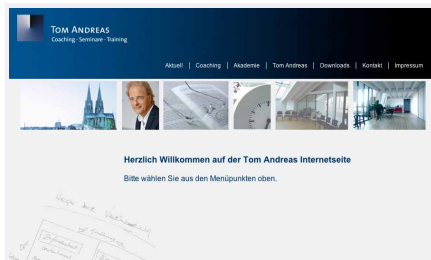 Tom Andreas
Coaching · Seminare · Training
Aktuell | Coaching | Akademie | Tom Andreas | Downloads | Kontakt | Impressum
Herzlich Willkommen auf der Tom Andreas Internetseite
Bitte wählen Sie aus den Menüpunkten oben.